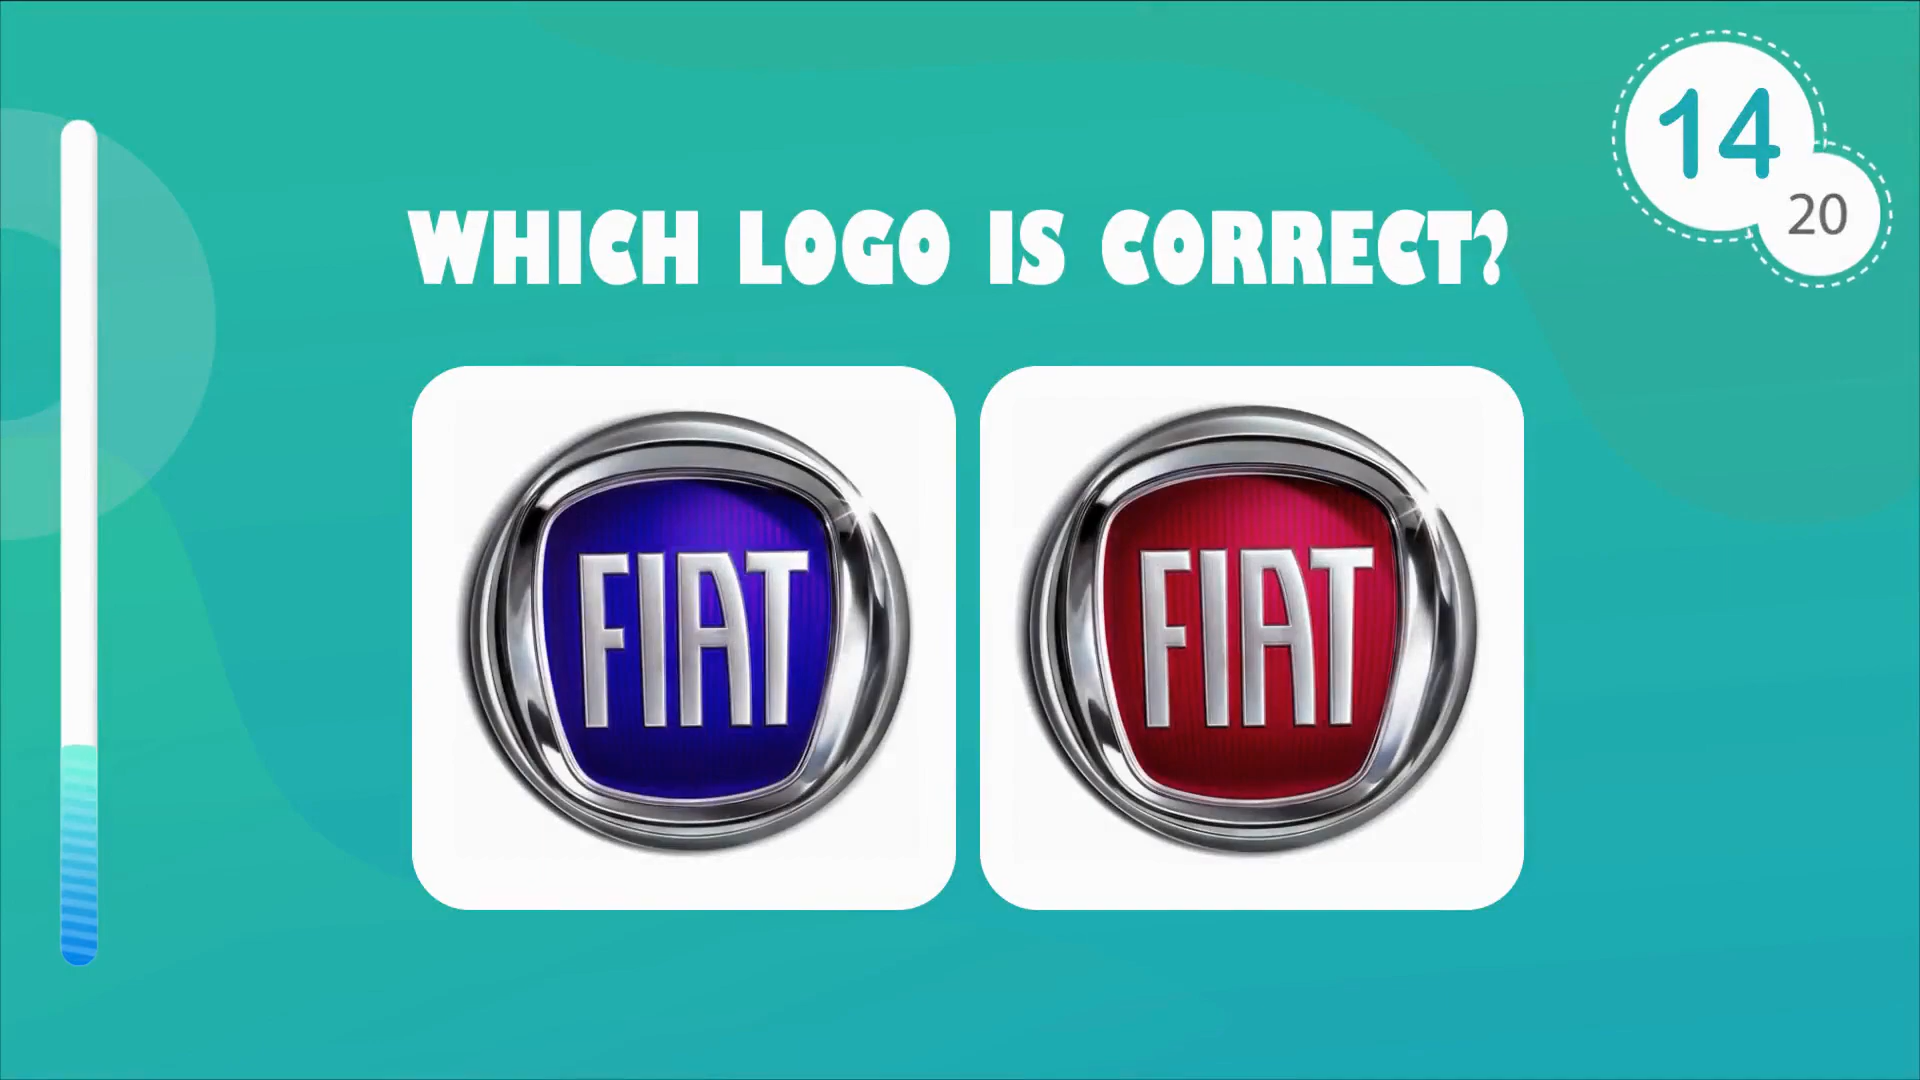 14
20
WHICH LOGO IS CORRECT?
FIAT
FIAT